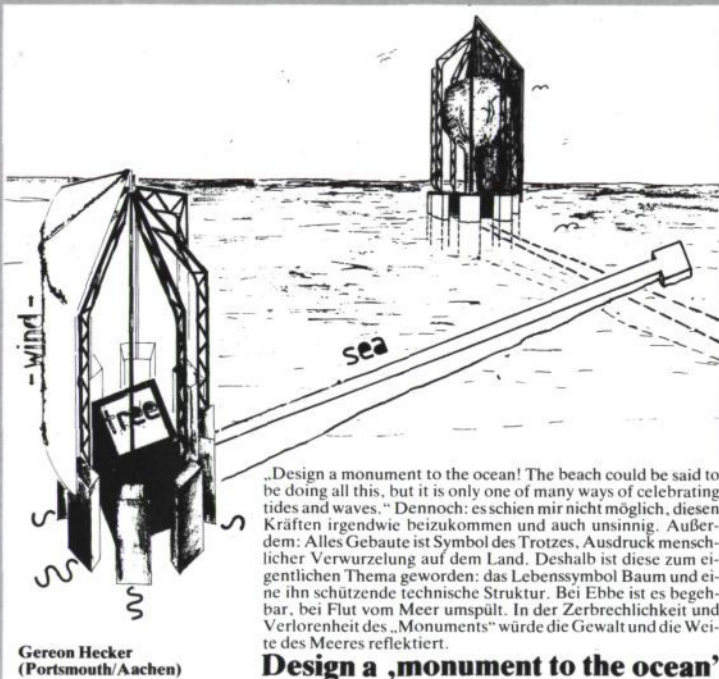 -wind-
tree
sea
„Design a monument to the ocean! The beach could be said to
be doing all this, but it is only one of many ways of celebrating
tides and waves.“ Dennoch: es schien mir nicht möglich, diesen
Kräften irgendwie beizukommen und auch unsinnig. Außer-
dem: Alles Gebaute ist Symbol des Trotzes, Ausdruck mensch-
licher Verwurzelung auf dem Land. Deshalb ist diese zum ei-
gentlichen Thema geworden: das Lebenssymbol Baum und ei-
ne ihn schützende technische Struktur. Bei Ebbe ist es begeh-
bar, bei Flut vom Meer umspült. In der Zerbrechlichkeit und
Verlorenheit des „Monuments“ würde die Gewalt und die Wei-
te des Meeres reflektiert.
Gereon Hecker
(Portsmouth/Aachen)
Design a ‚monument to the ocean’